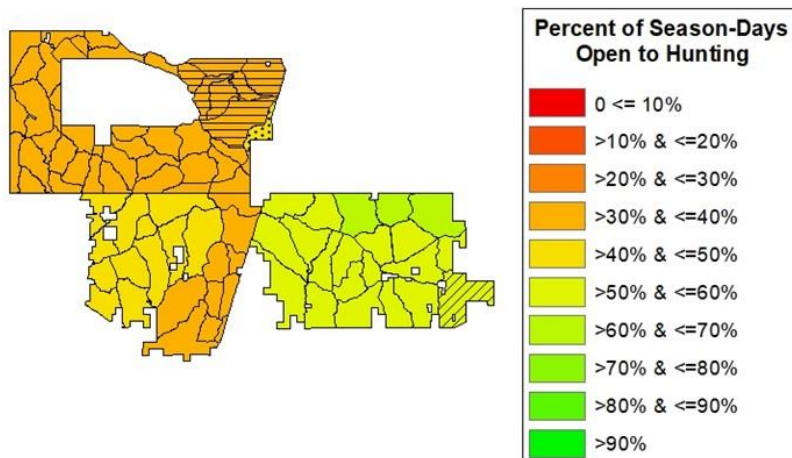 Percent of Season-Days
Open to Hunting
0 <= 10%
>10% & <=20%
>20% & <=30%
>30% & <=40%
>40% & <=50%
>50% & <=60%
>60% & <=70%
>70% & <=80%
>80% & <=90%
>90%